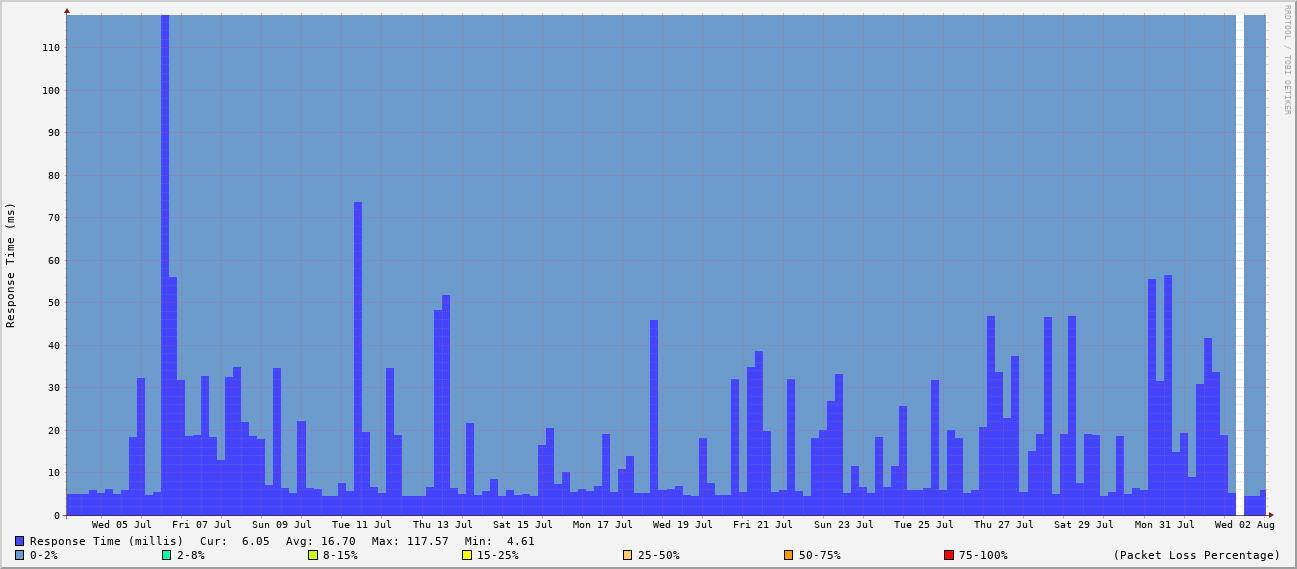 RRDTOOL / TOBI OETIKER
Response Time (ms)
110
100
90
80
70
60
50
40
30
20
10
0
Wed 05 Jul Fri 07 Jul Sun 09 Jul Tue 11 Jul Thu 13 Jul Sat 15 Jul Mon 17 Jul Wed 19 Jul Fri 21 Jul Sun 23 Jul Tue 25 Jul Thu 27 Jul Sat 29 Jul Mon 31 Jul Wed 02 Aug
Response Time (millis) Cur: 6.05 Avg: 16.70 Max: 117.57 Min: 4.61
0-2% 2-8% 8-15% 15-25% 25-50% 50-75% 75-100% (Packet Loss Percentage)